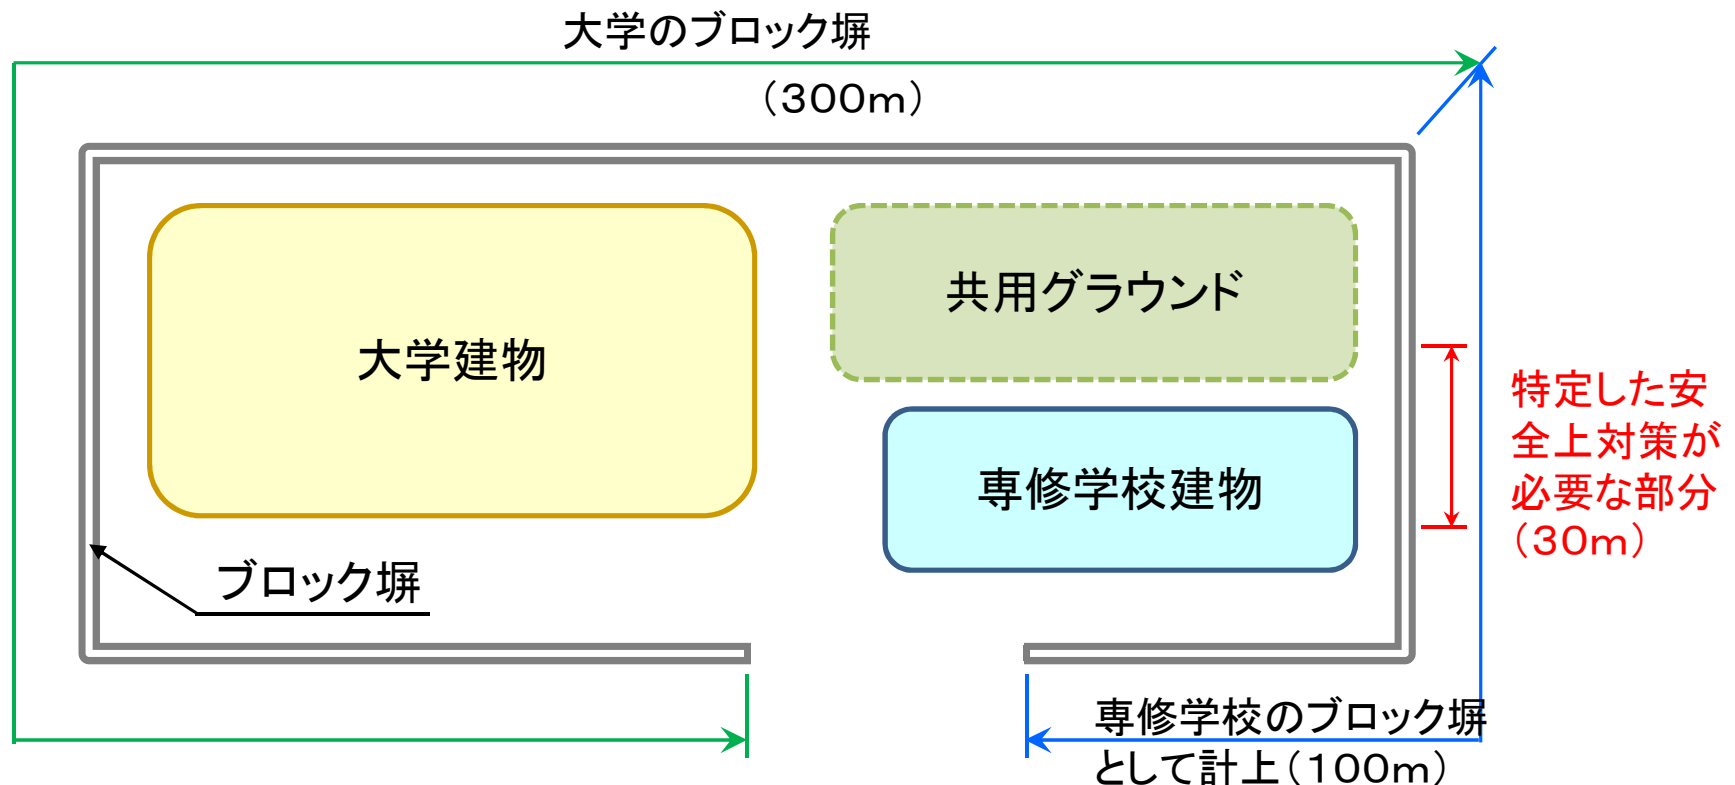 大学のブロック塀
（300m）
共用グラウンド
大学建物
特定した安
全上対策が
必要な部分
（30m）
専修学校建物
ブロック塀
専修学校のブロック塀
として計上（100m）